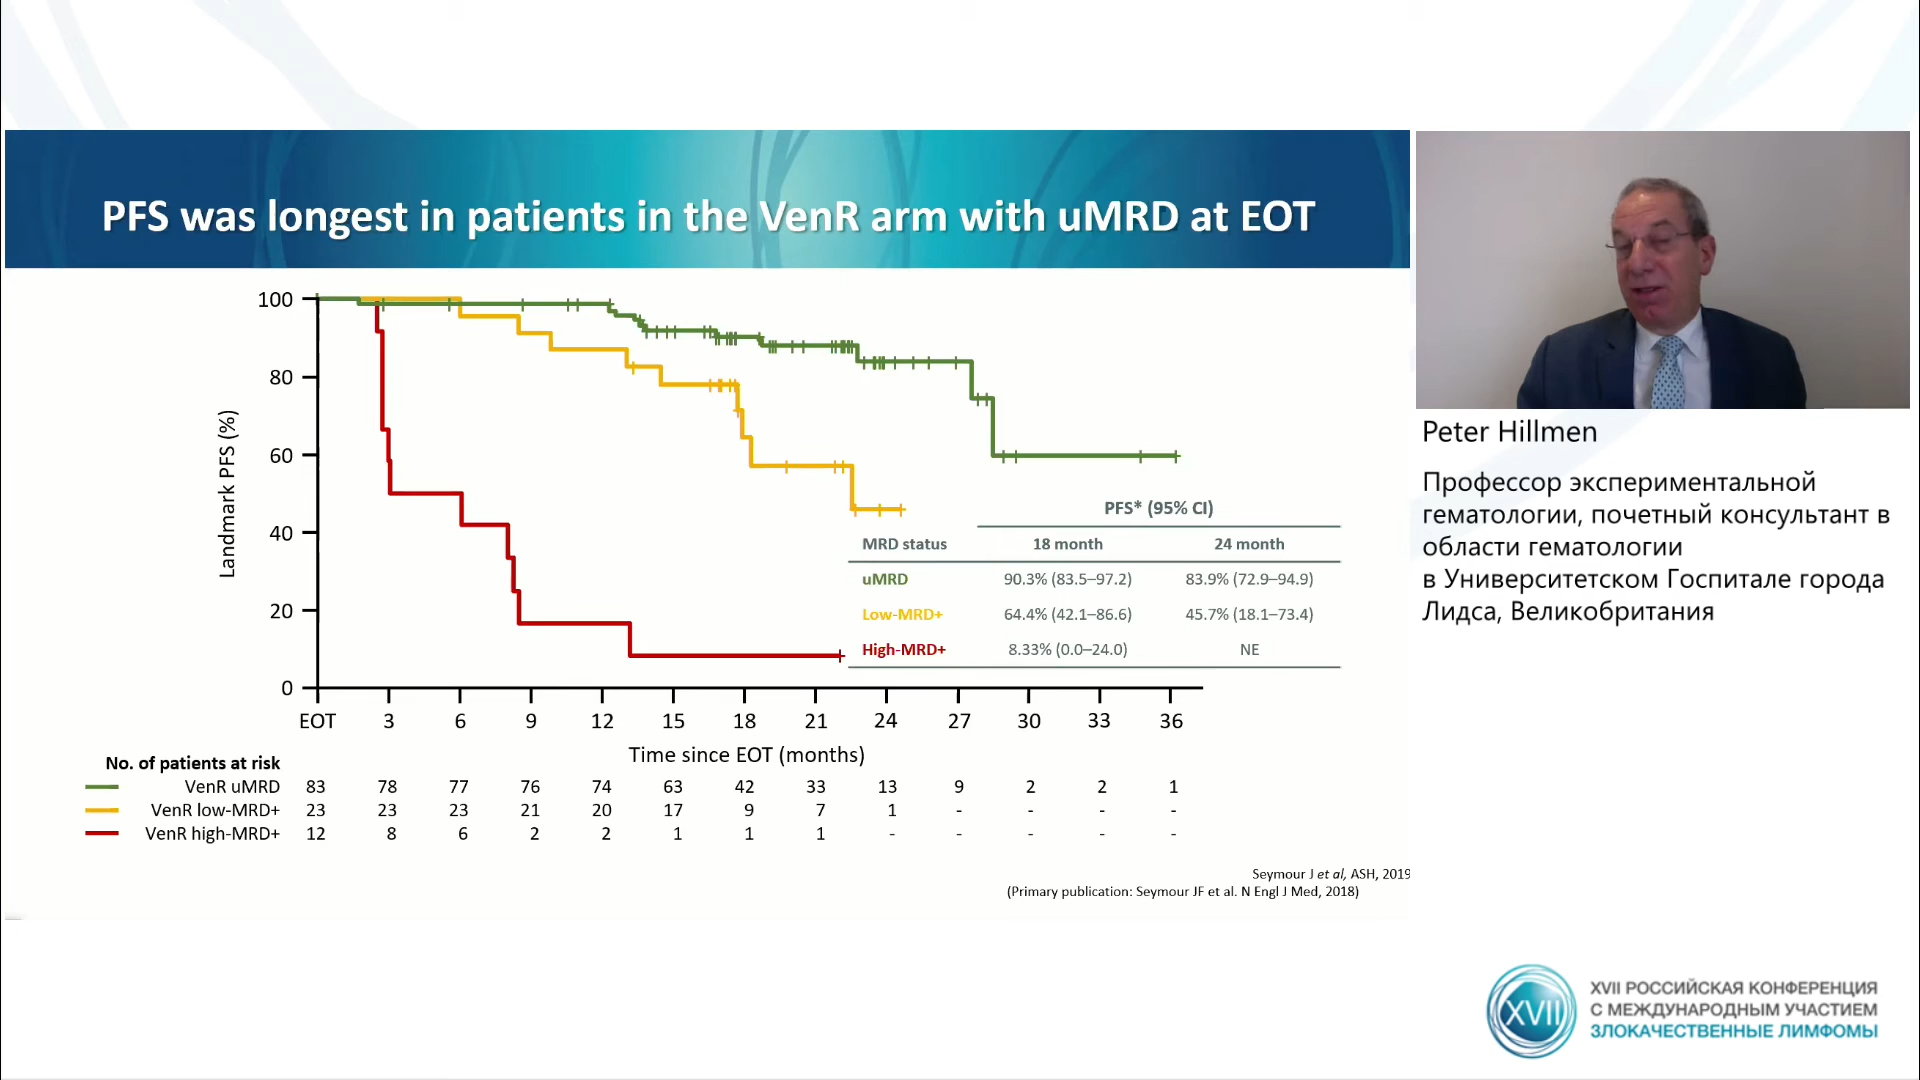 PFS was longest in patients in the VenR arm with uMRD at EOT
Landmark PFS (%)
100
80
60
40
20
0
EOT 3 6 9 12 15 18 21 24 27 30 33 36
Time since EOT (months)
PFS* (95% CI)
MRD status 18 month 24 month
uMRD 90.3% (83.5–97.2) 83.9% (72.9–94.9)
Low-MRD+ 64.4% (42.1–86.6) 45.7% (18.1–73.4)
High-MRD+ 8.33% (0.0–24.0) NE
No. of patients at risk
VenR uMRD 83 78 77 76 74 63 42 33 13 9 2 2 1
VenR low-MRD+ 23 23 23 21 20 17 9 7 1 - - - -
VenR high-MRD+ 12 8 6 2 2 1 1 1 - - - - -
Seymour J et al, ASH, 2019
(Primary publication: Seymour JF et al. N Engl J Med, 2018)
Peter Hillmen
Профессор экспериментальной
гематологии, почетный консультант в
области гематологии
в Университетском Госпитале города
Лидса, Великобритания
XVII
XVII РОССИЙСКАЯ КОНФЕРЕНЦИЯ
С МЕЖДУНАРОДНЫМ УЧАСТИЕМ
ЗЛОКАЧЕСТВЕННЫЕ ЛИМФОМЫ